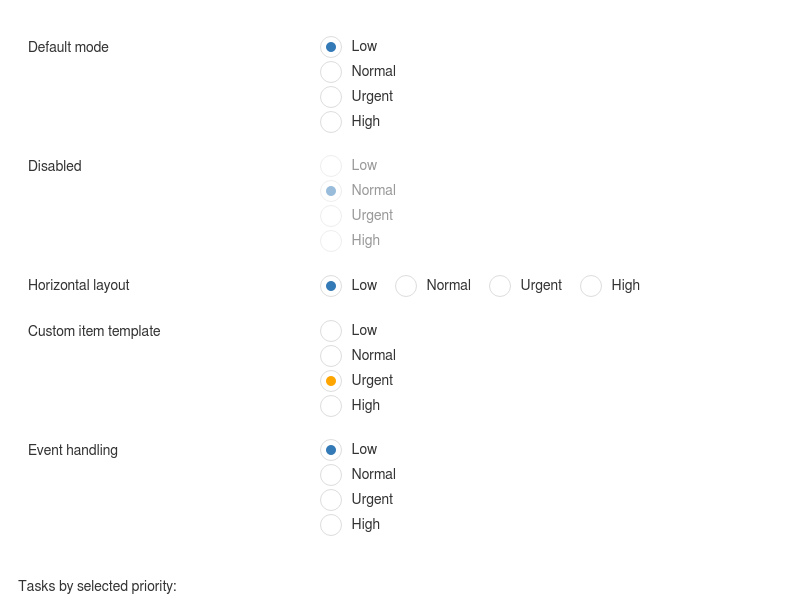 Default mode
Low
Normal
Urgent
High
Disabled
Low
Normal
Urgent
High
Horizontal layout Low Normal Urgent High
Custom item template
Low
Normal
Urgent
High
Event handling
Low
Normal
Urgent
High
Tasks by selected priority: